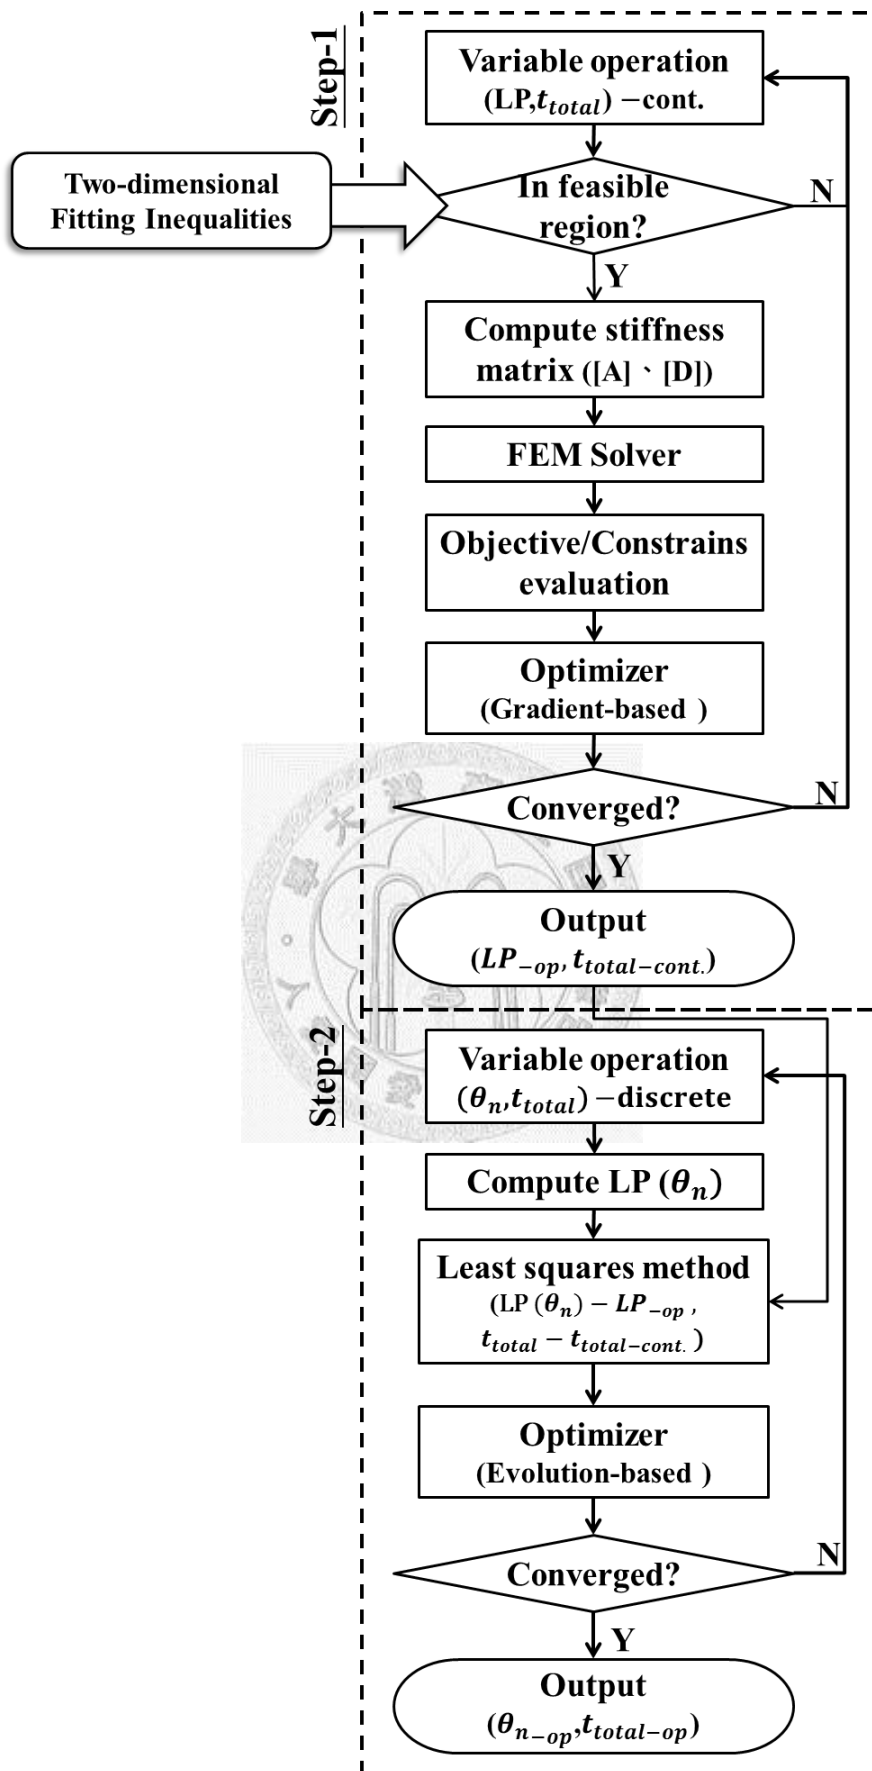 Step-1
Variable operation
(LP,t_total) −cont.
Two-dimensional
Fitting Inequalities
In feasible
region?
N
Y
Compute stiffness
matrix ([A]、[D])
FEM Solver
Objective/Constrains
evaluation
Optimizer
(Gradient-based )
Converged?
N
Y
Output
(LP_−op, t_total−cont.)
Step-2
Variable operation
(θ_n,t_total) −discrete
Compute LP (θ_n)
Least squares method
(LP (θ_n) − LP_−op ,
t_total − t_total−cont. )
Optimizer
(Evolution-based )
Converged?
N
Y
Output
(θ_n−op,t_total−op)